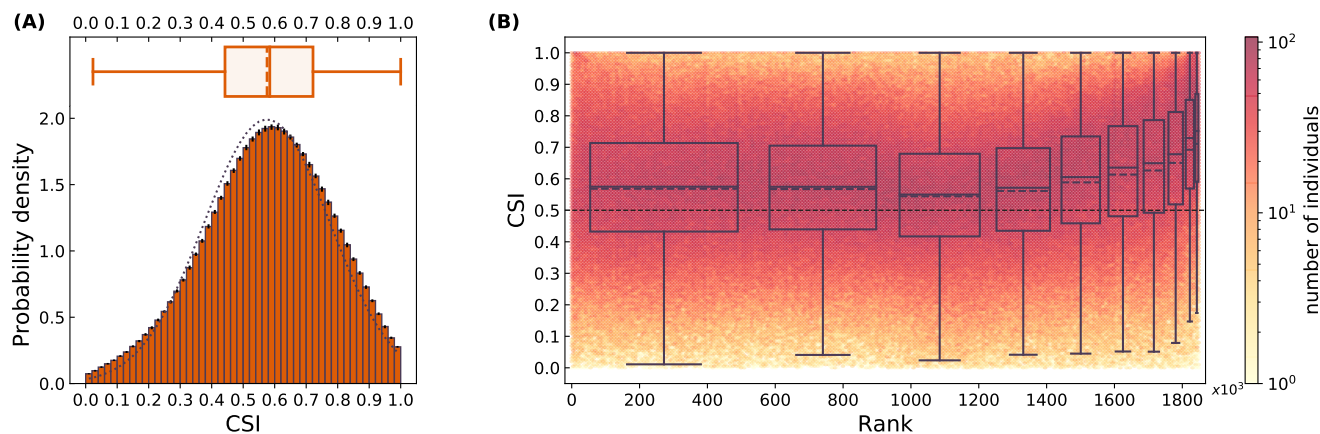 (A)
0.0 0.1 0.2 0.3 0.4 0.5 0.6 0.7 0.8 0.9 1.0
Probability density
2.0
1.5
1.0
0.5
0.0
0.0 0.1 0.2 0.3 0.4 0.5 0.6 0.7 0.8 0.9 1.0
CSI
(B)
CSI
1.0
0.9
0.8
0.7
0.6
0.5
0.4
0.3
0.2
0.1
0.0
0 200 400 600 800 1000 1200 1400 1600 1800
x10³
Rank
10²
10¹
10⁰
number of individuals